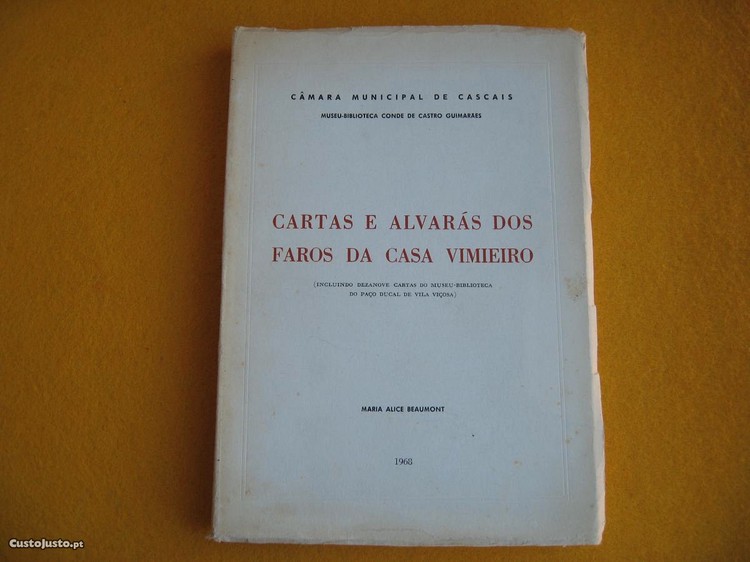 CÂMARA MUNICIPAL DE CASCAIS
MUSEU-BIBLIOTECA CONDE DE CASTRO GUIMARÃES
CARTAS E ALVARÁS DOS
FAROS DA CASA VIMIEIRO
(INCLUINDO DEZANOVE CARTAS DO MUSEU-BIBLIOTECA
DO PAÇO DUCAL DE VILA VIÇOSA)
MARIA ALICE BEAUMONT
1968
CustoJusto.pt